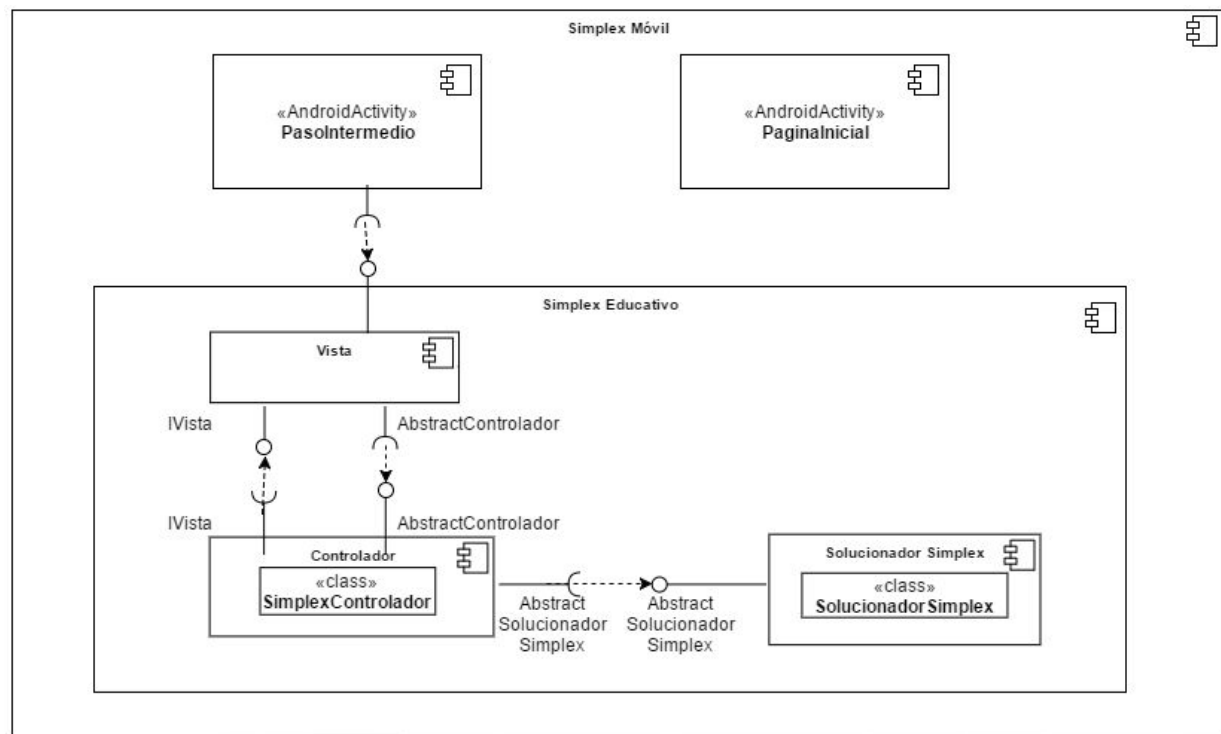 Simplex Móvil
«AndroidActivity»
PasoIntermedio
«AndroidActivity»
PaginaInicial
Simplex Educativo
Vista
IVista
AbstractControlador
IVista
AbstractControlador
Controlador
«class»
SimplexControlador
Abstract
Solucionador
Simplex
Abstract
Solucionador
Simplex
Solucionador Simplex
«class»
SolucionadorSimplex